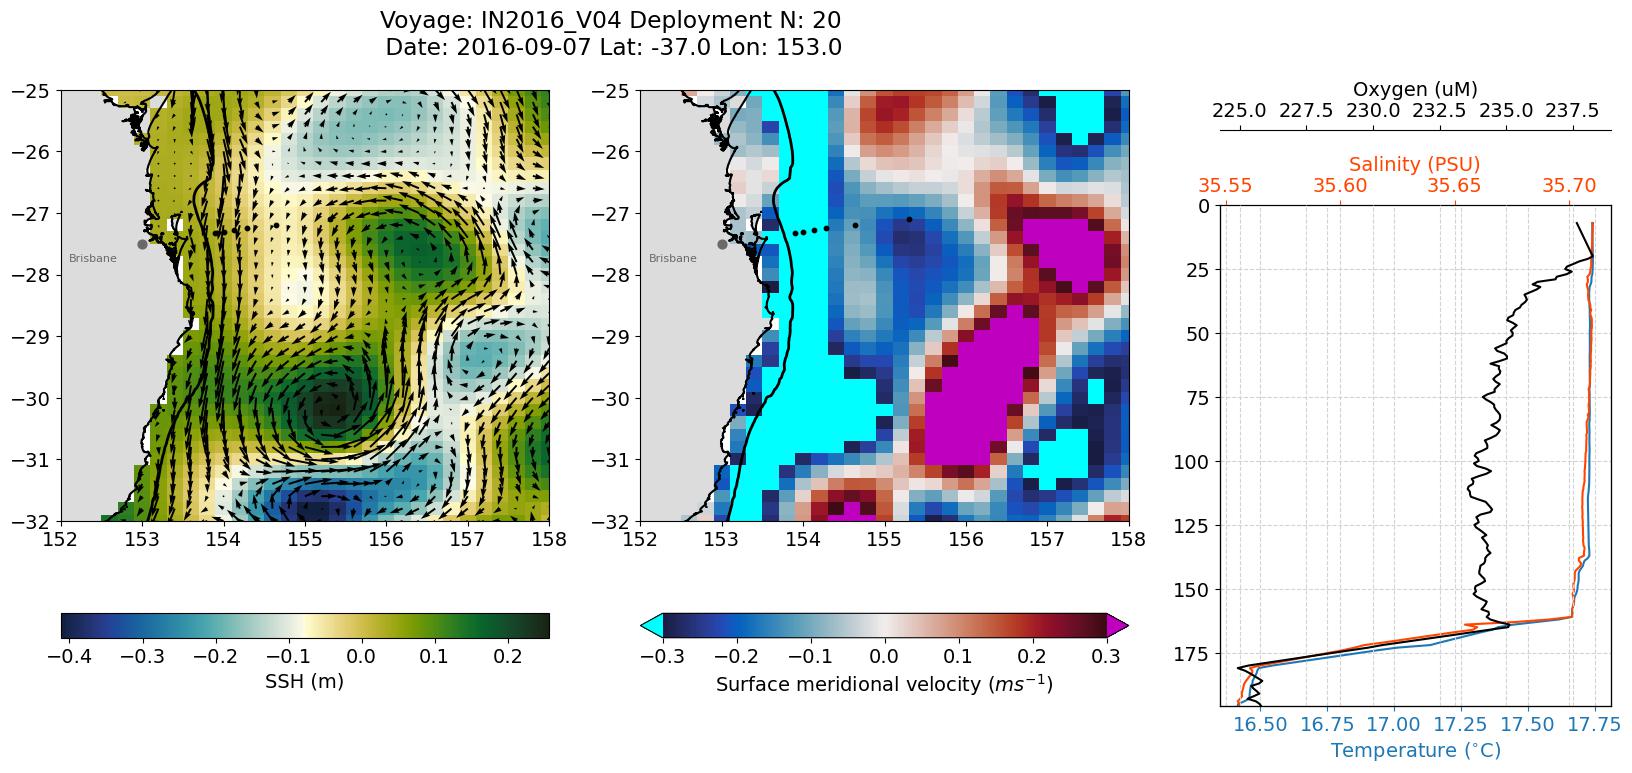 Voyage: IN2016_V04 Deployment N: 20
Date: 2016-09-07 Lat: -37.0 Lon: 153.0
−25
−26
−27
−28
−29
−30
−31
−32
152 153 154 155 156 157 158
Brisbane
−0.4 −0.3 −0.2 −0.1 0.0 0.1 0.2
SSH (m)
−25
−26
−27
−28
−29
−30
−31
−32
152 153 154 155 156 157 158
Brisbane
−0.3 −0.2 −0.1 0.0 0.1 0.2 0.3
Surface meridional velocity (ms⁻¹)
Oxygen (uM)
225.0 227.5 230.0 232.5 235.0 237.5
Salinity (PSU)
35.55 35.60 35.65 35.70
0
25
50
75
100
125
150
175
16.50 16.75 17.00 17.25 17.50 17.75
Temperature (°C)